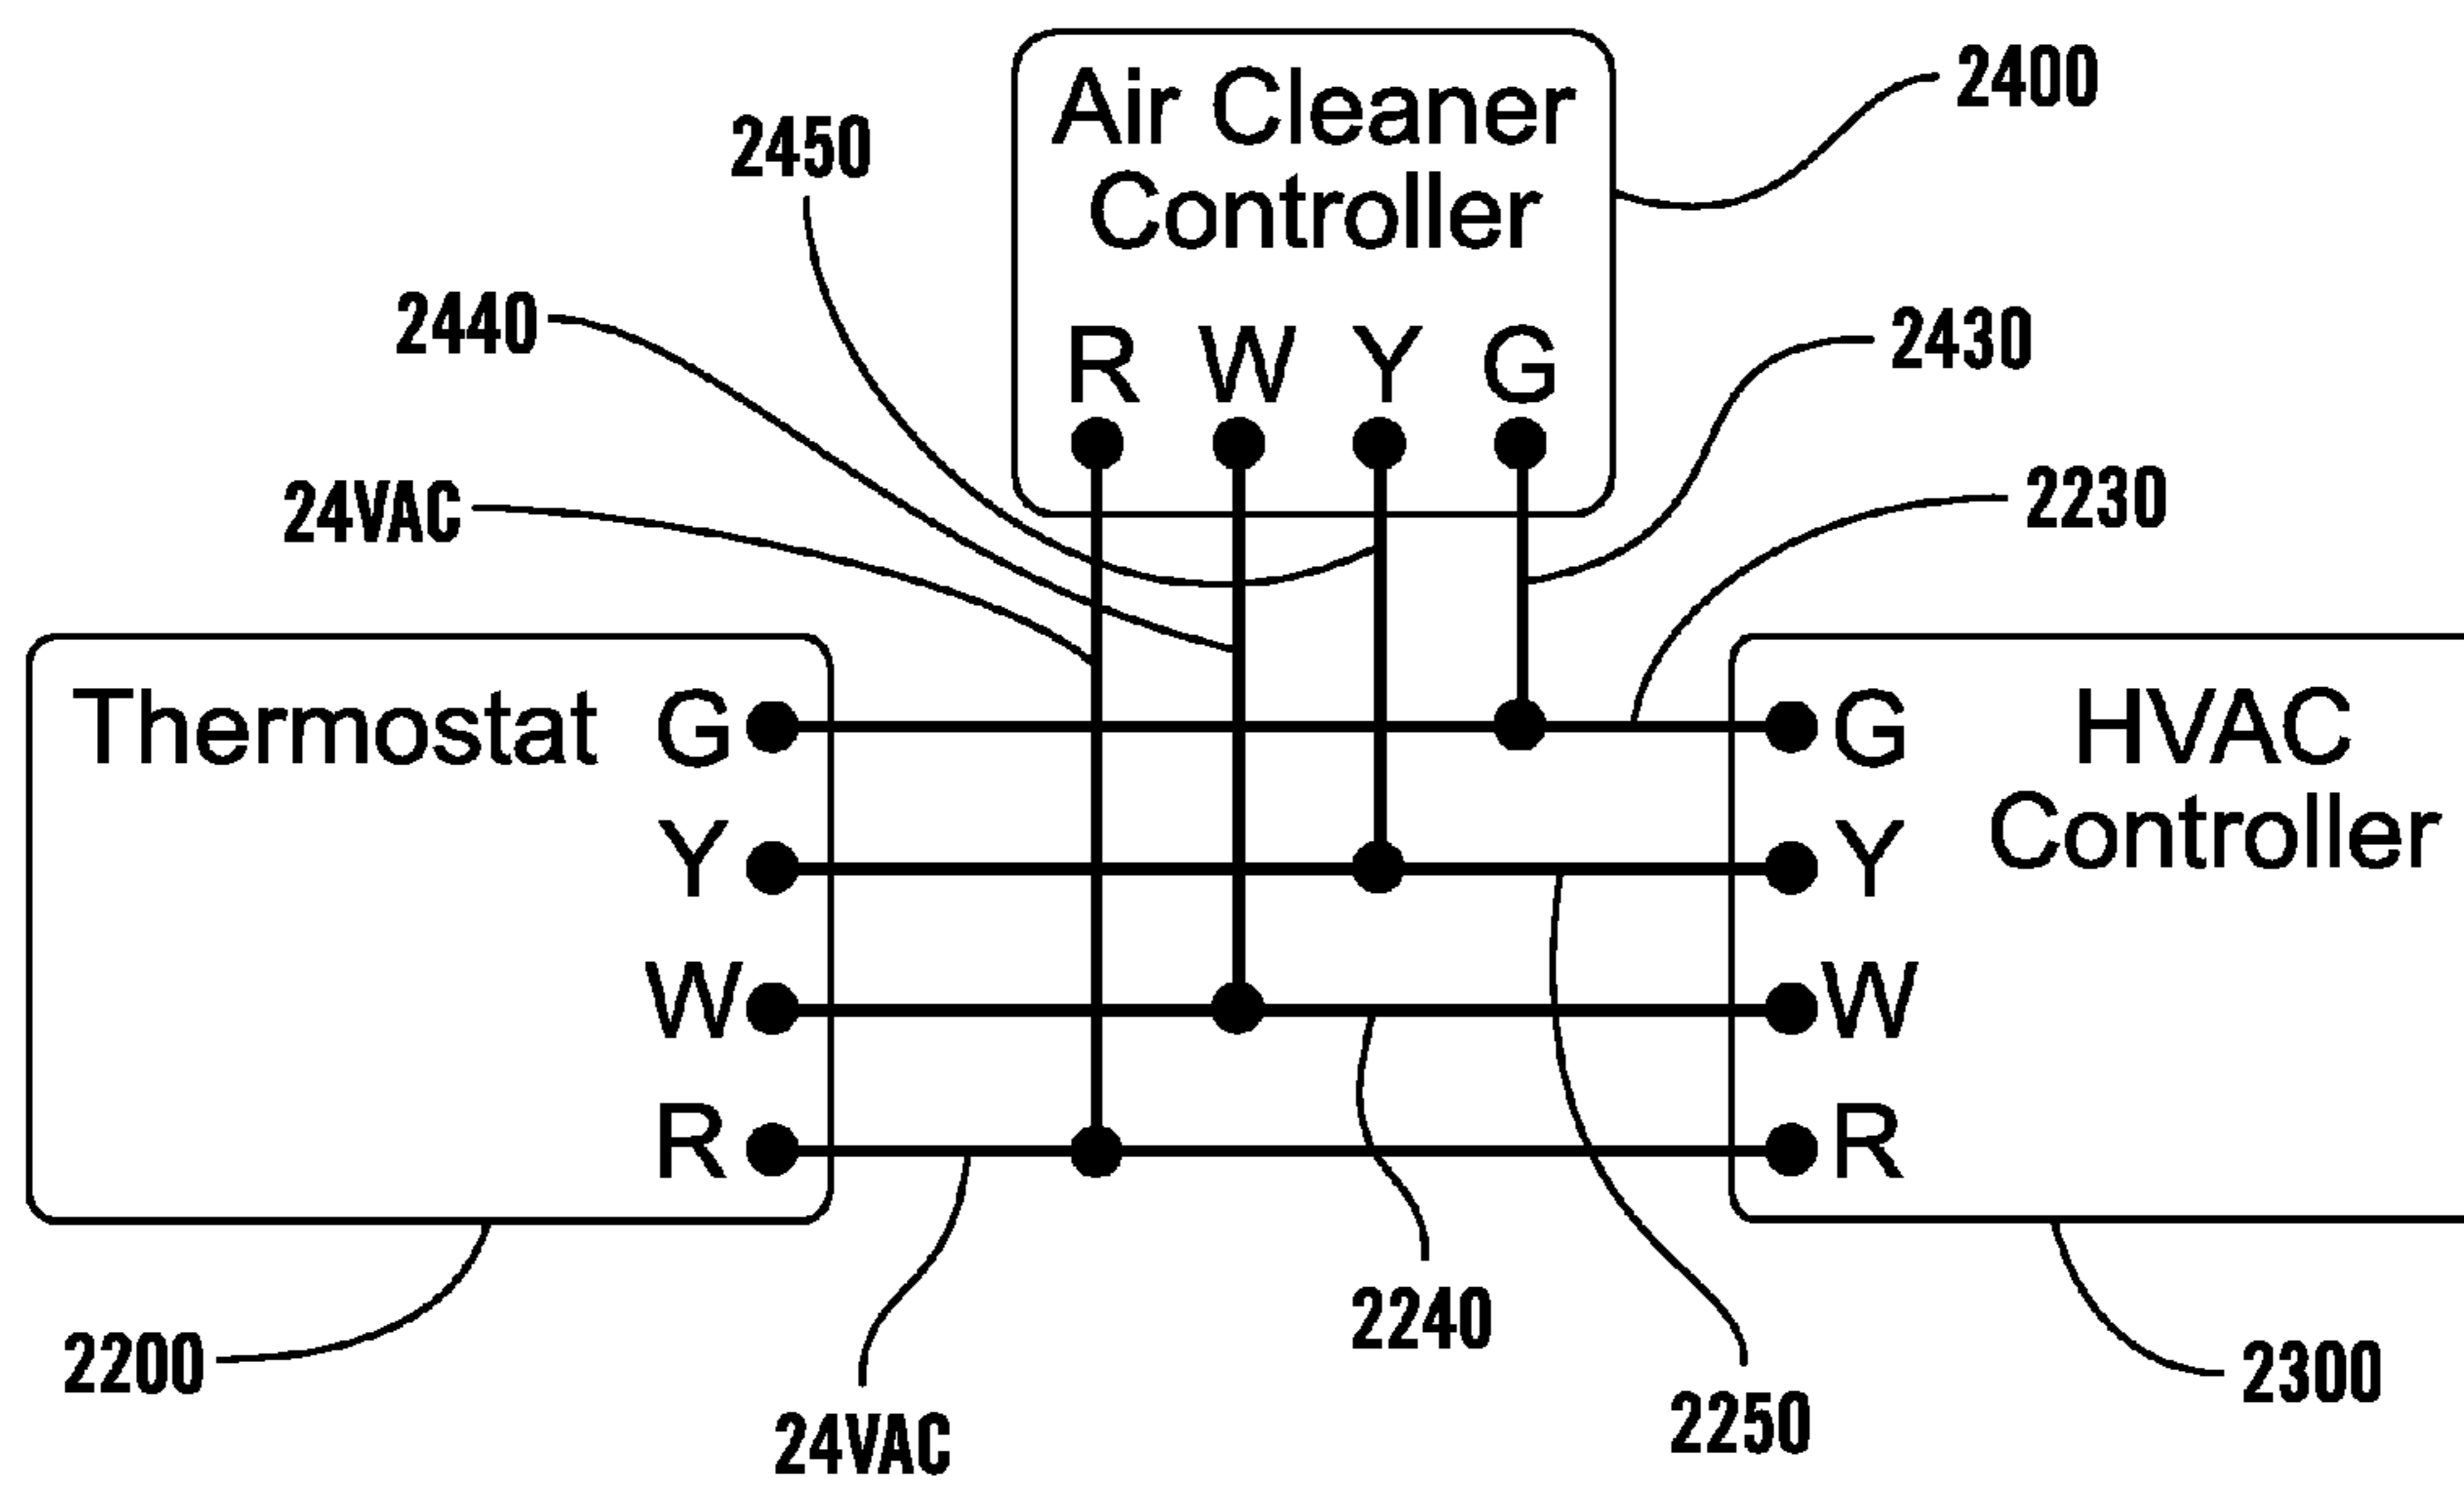 2400
Air Cleaner
Controller
2450
2440
R W Y G
2430
24VAC
2230
Thermostat G
Y
W
R
G HVAC
Y Controller
W
R
2200
24VAC
2240
2250
2300